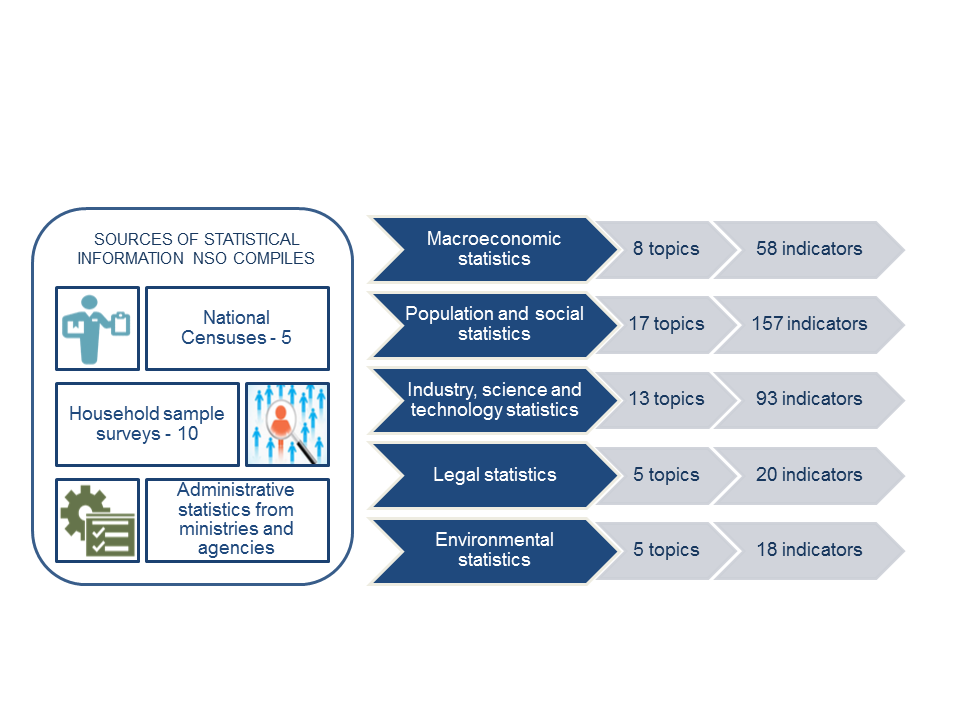 SOURCES OF STATISTICAL
INFORMATION NSO COMPILES
National
Censuses - 5
Household sample
surveys - 10
Administrative
statistics from
ministries and
agencies
Macroeconomic
statistics
8 topics
58 indicators
Population and social
statistics
17 topics
157 indicators
Industry, science and
technology statistics
13 topics
93 indicators
Legal statistics
5 topics
20 indicators
Environmental
statistics
5 topics
18 indicators